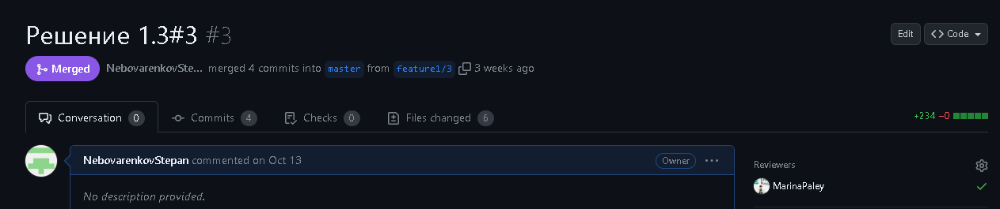 Решение 1.3#3 #3
Edit
Code
Merged NebovarenkovSte... merged 4 commits into master from feature1/3 3 weeks ago
Conversation 0 Commits 4 Checks 0 Files changed 6
+234 −0
NebovarenkovStepan commented on Oct 13
Owner
No description provided.
Reviewers
MarinaPaley